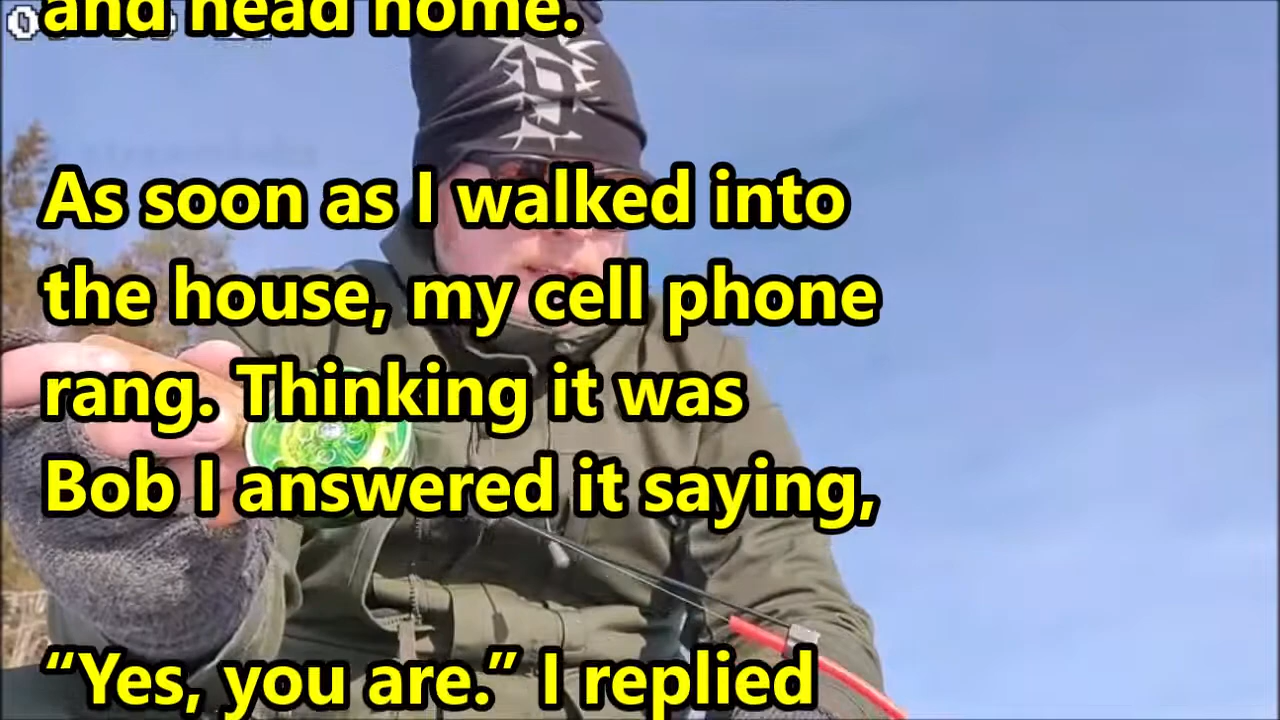 and head home.
As soon as I walked into
the house, my cell phone
rang. Thinking it was
Bob I answered it saying,
“Yes, you are.” I replied